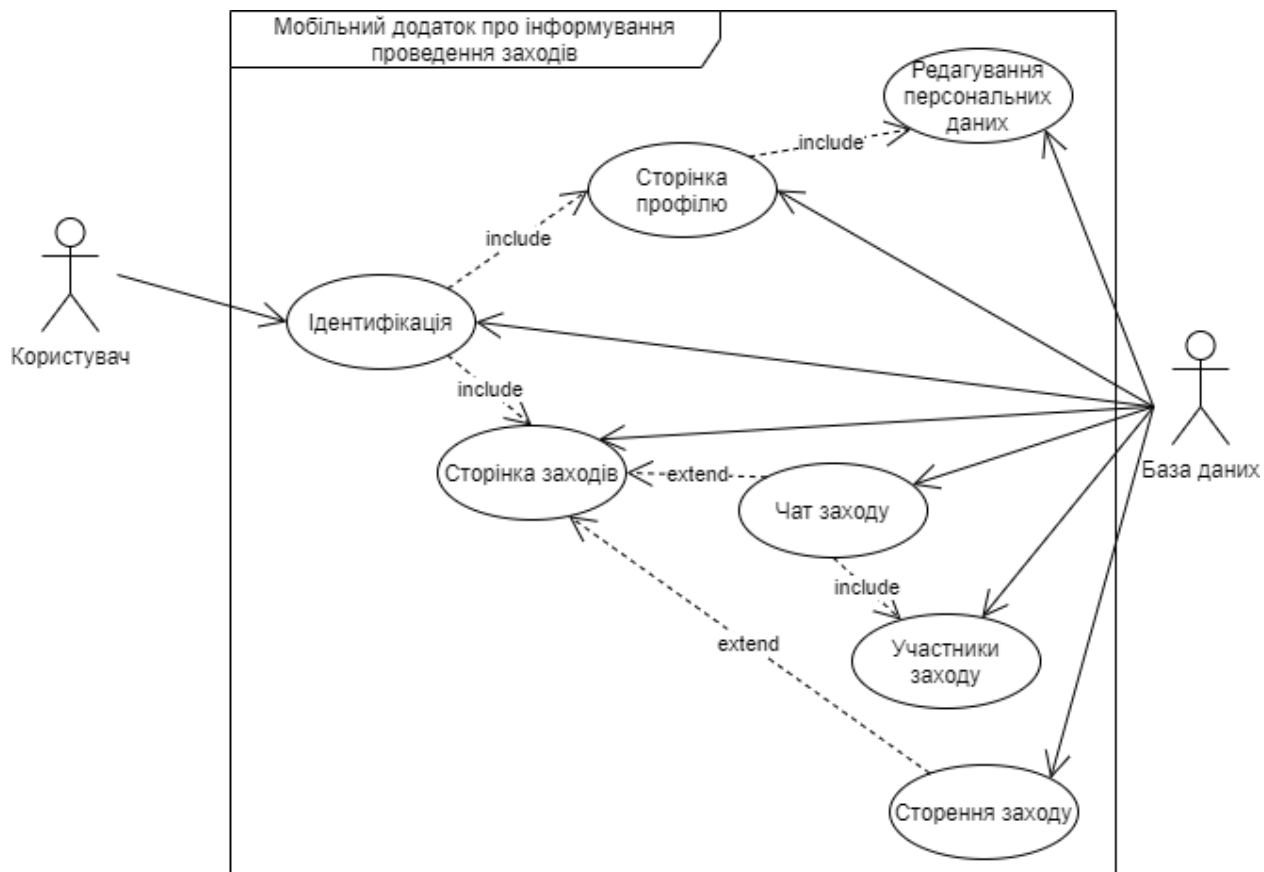 Мобільний додаток про інформування
проведення заходів
Редагування
персональних
даних
include
Сторінка
профілю
include
Ідентифікація
Користувач
include
Сторінка заходів
extend
Чат заходу
База даних
include
extend
Участники
заходу
Сторення заходу